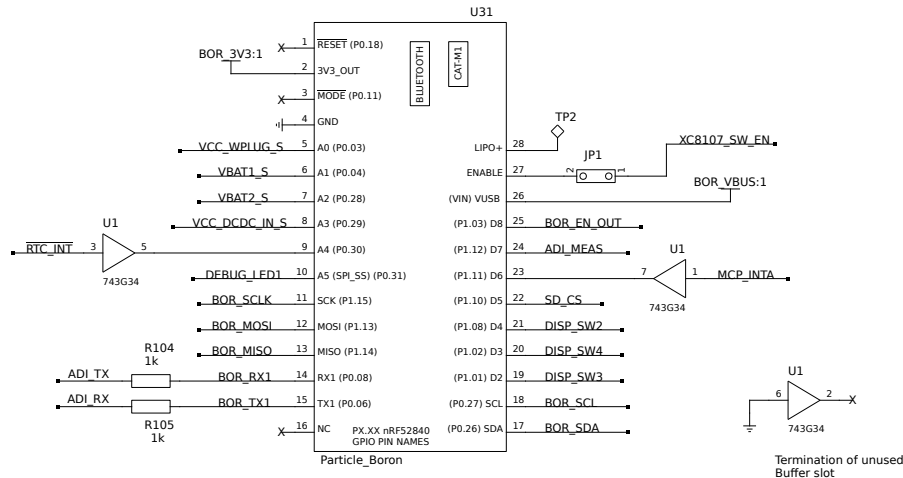 U31
1 RESET (P0.18)
BOR_3V3:1
2 3V3_OUT
3 MODE (P0.11)
4 GND
BLUETOOTH
CAT-M1
VCC_WPLUG_S 5 A0 (P0.03)
VBAT1_S 6 A1 (P0.04)
VBAT2_S 7 A2 (P0.28)
VCC_DCDC_IN_S 8 A3 (P0.29)
U1
RTC_INT 3 5 9 A4 (P0.30)
743G34
DEBUG_LED1 10 A5 (SPI_SS) (P0.31)
BOR_SCLK 11 SCK (P1.15)
BOR_MOSI 12 MOSI (P1.13)
BOR_MISO 13 MISO (P1.14)
R104
1k
ADI_TX BOR_RX1 14 RX1 (P0.08)
ADI_RX BOR_TX1 15 TX1 (P0.06)
R105
1k
16 NC
PX.XX nRF52840
GPIO PIN NAMES
Particle_Boron
TP2
LIPO+ 28
JP1
XC8107_SW_EN
ENABLE 27 2 1
BOR_VBUS:1
(VIN) VUSB 26
(P1.03) D8 25 BOR_EN_OUT
(P1.12) D7 24 ADI_MEAS
U1
(P1.11) D6 23 7 1 MCP_INTA
743G34
(P1.10) D5 22 SD_CS
(P1.08) D4 21 DISP_SW2
(P1.02) D3 20 DISP_SW4
(P1.01) D2 19 DISP_SW3
(P0.27) SCL 18 BOR_SCL
(P0.26) SDA 17 BOR_SDA
U1
6 2
743G34
Termination of unused
Buffer slot